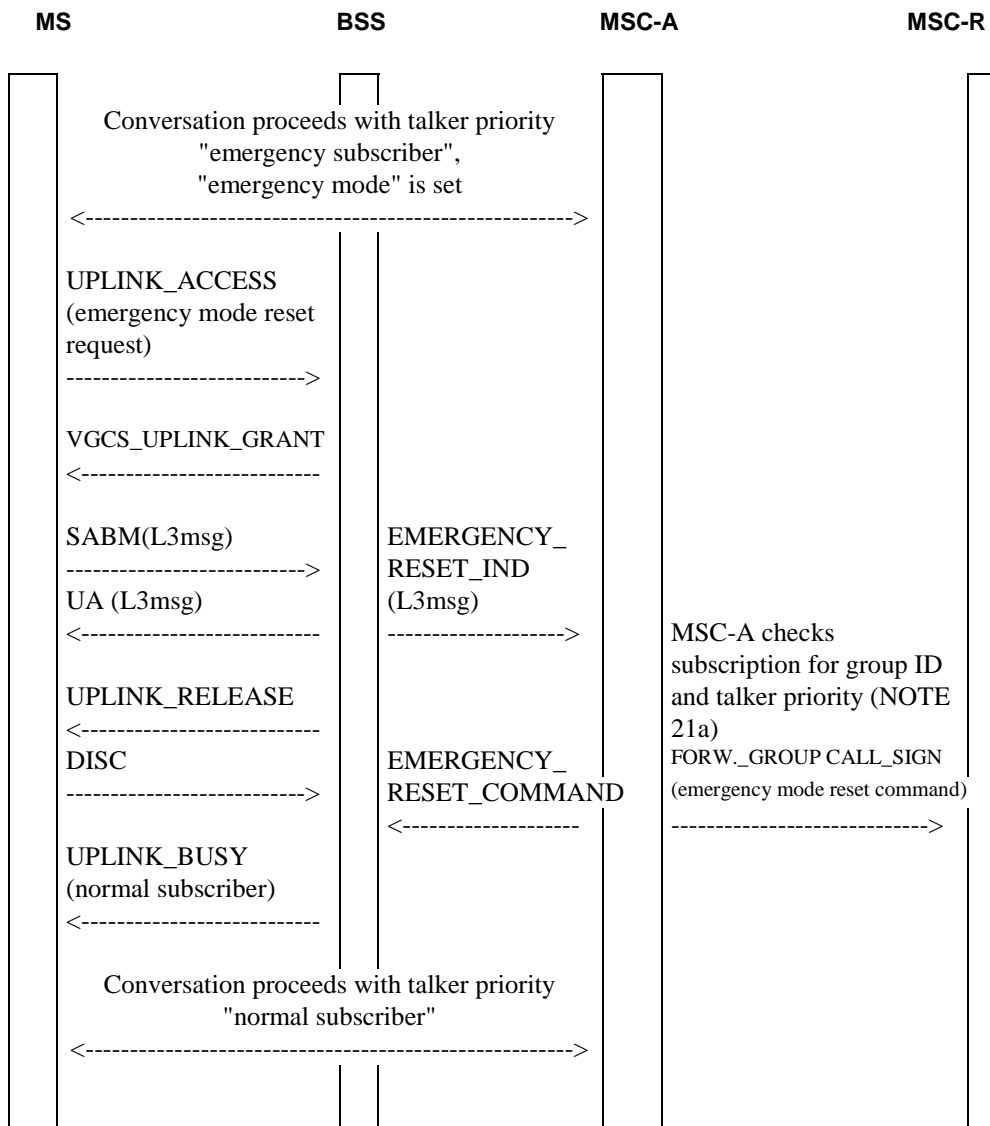 MS BSS MSC-A MSC-R
Conversation proceeds with talker priority
"emergency subscriber",
"emergency mode" is set
<------------------------------------------------------->
UPLINK_ACCESS
(emergency mode reset
request)
--------------------------->
VGCS_UPLINK_GRANT
<---------------------------
SABM(L3msg)
--------------------------->
UA (L3msg)
<---------------------------
EMERGENCY_
RESET_IND
(L3msg)
-------------------->
MSC-A checks
subscription for group ID
and talker priority (NOTE
21a)
UPLINK_RELEASE
<---------------------------
DISC
--------------------------->
EMERGENCY_
RESET_COMMAND
<--------------------
FORW._GROUP CALL_SIGN
(emergency mode reset command)
----------------------------->
UPLINK_BUSY
(normal subscriber)
<---------------------------
Conversation proceeds with talker priority
"normal subscriber"
<------------------------------------------------------->